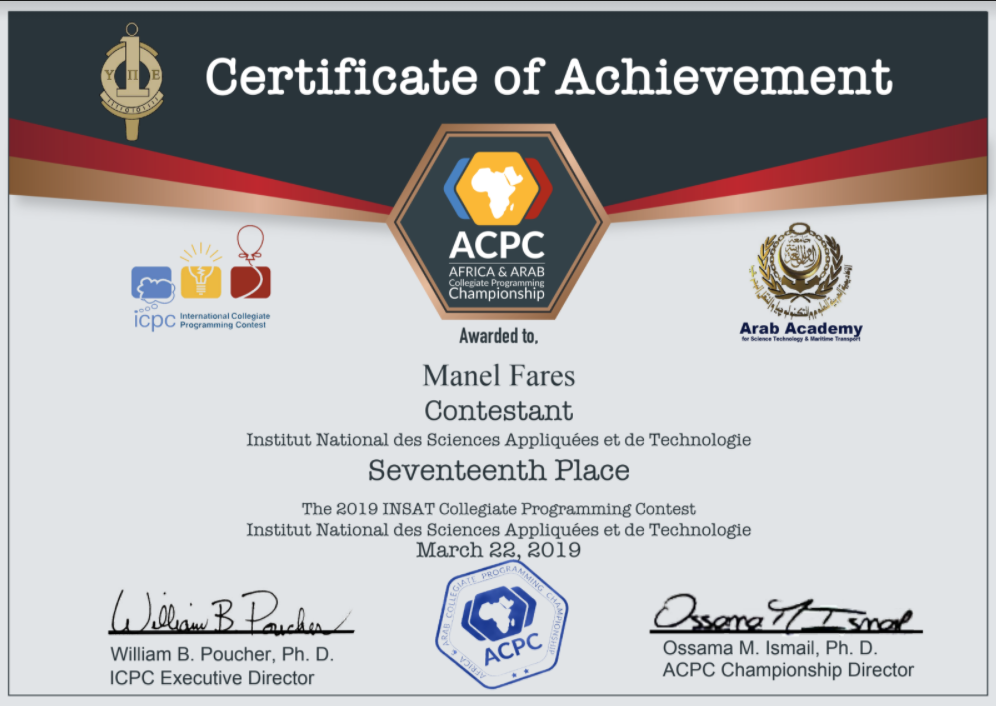 Certificate of Achievement
ACPC
AFRICA & ARAB
Collegiate Programming
Championship
icpc
International Collegiate
Programming Contest
Arab Academy
for Science Technology & Maritime Transport
Awarded to,
Manel Fares
Contestant
Institut National des Sciences Appliquées et de Technologie
Seventeenth Place
The 2019 INSAT Collegiate Programming Contest
Institut National des Sciences Appliquées et de Technologie
March 22, 2019
William B Poucher
William B. Poucher, Ph. D.
ICPC Executive Director
AFRICA & ARAB COLLEGIATE PROGRAMMING CHAMPIONSHIP
ACPC
Ossama M Ismail
Ossama M. Ismail, Ph. D.
ACPC Championship Director